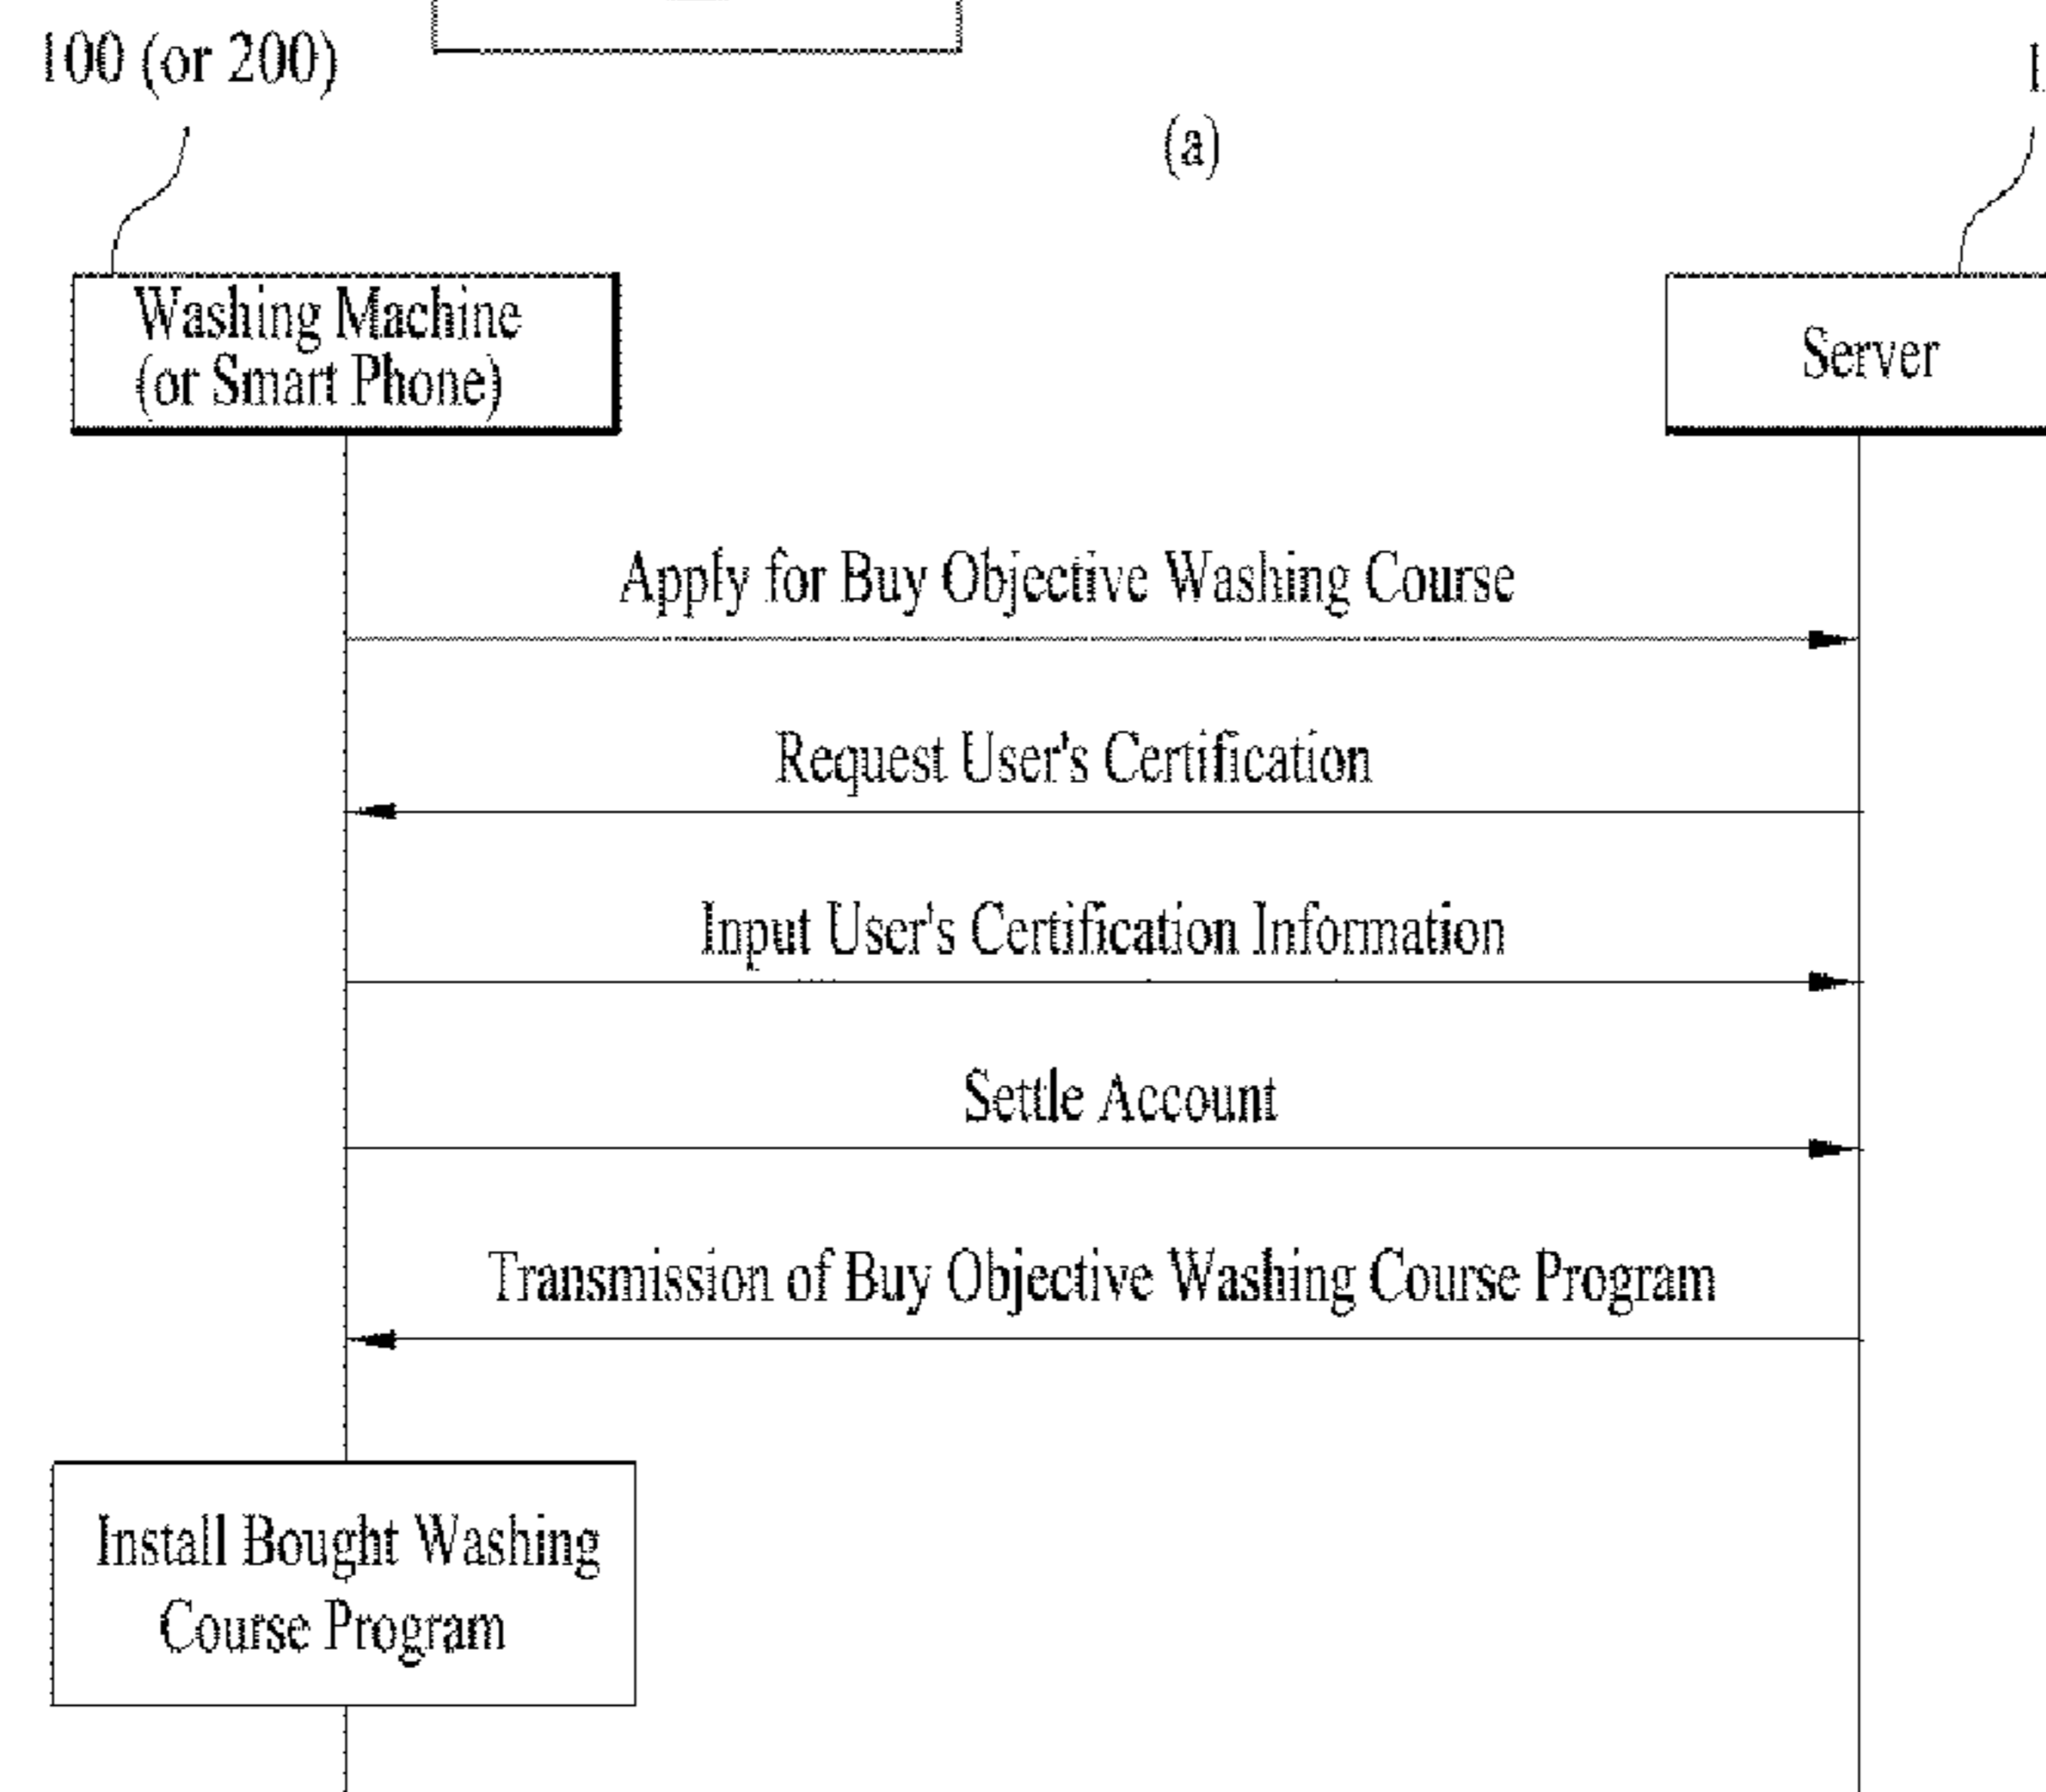 100 (or 200)
(a)
Washing Machine
(or Smart Phone)
Server
Apply for Buy Objective Washing Course
Request User's Certification
Input User's Certification Information
Settle Account
Transmission of Buy Objective Washing Course Program
Install Bought Washing
Course Program